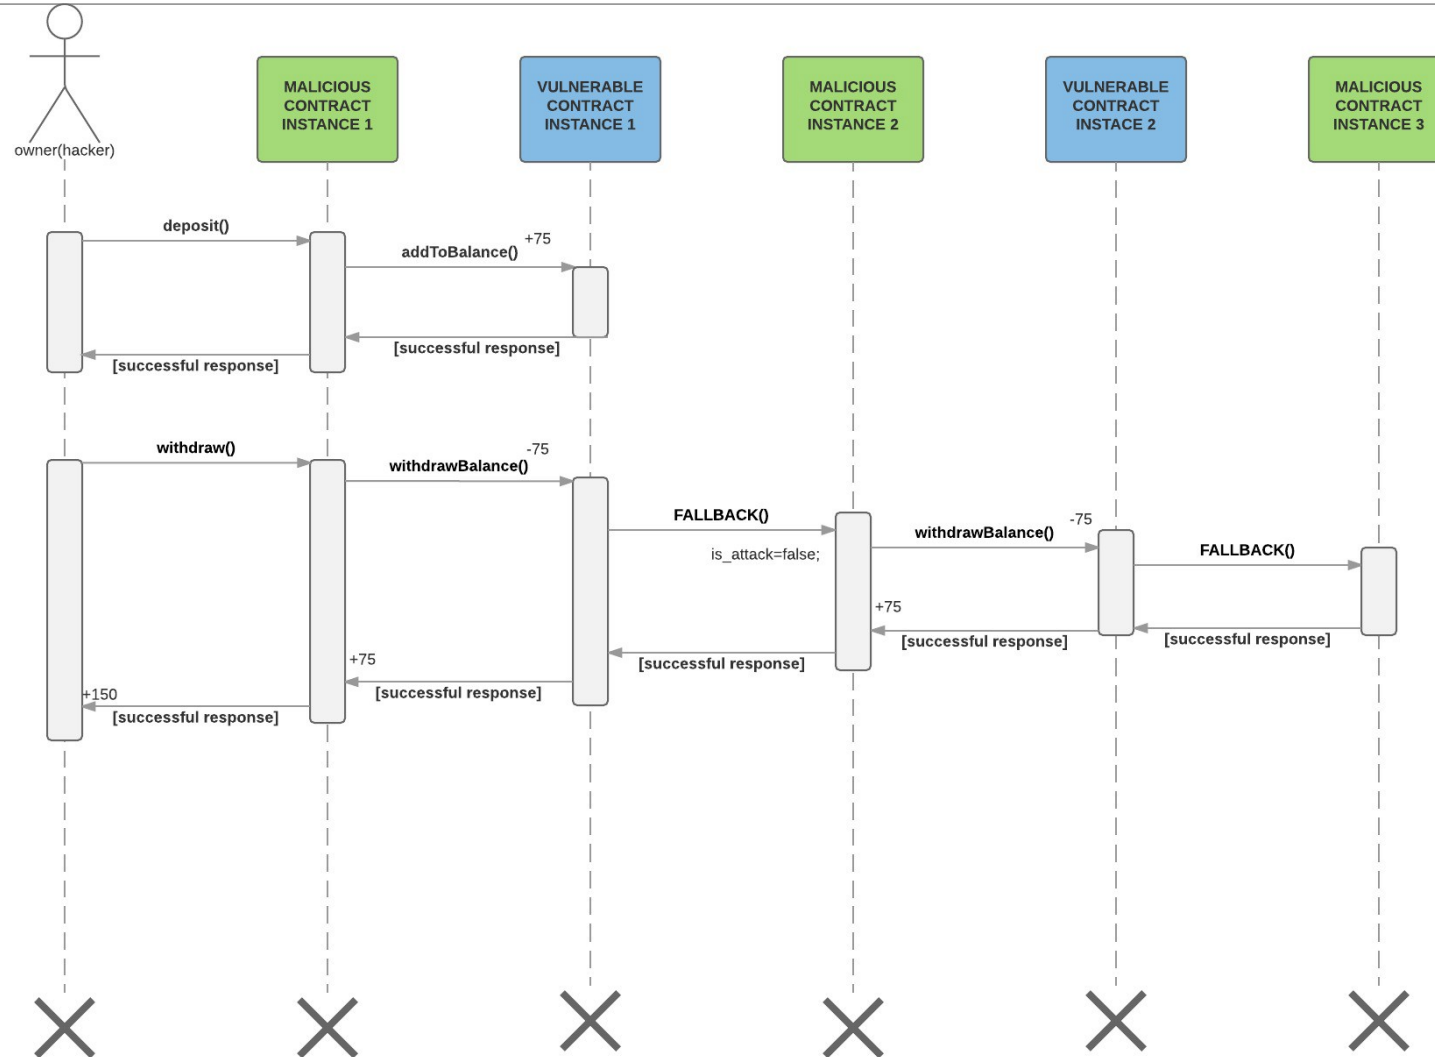 owner(hacker)
MALICIOUS
CONTRACT
INSTANCE 1
VULNERABLE
CONTRACT
INSTANCE 1
MALICIOUS
CONTRACT
INSTANCE 2
VULNERABLE
CONTRACT
INSTACE 2
MALICIOUS
CONTRACT
INSTANCE 3
deposit()
+75
addToBalance()
[successful response]
[successful response]
withdraw()
-75
withdrawBalance()
FALLBACK()
is_attack=false;
-75
withdrawBalance()
FALLBACK()
[successful response]
+75
[successful response]
[successful response]
+75
[successful response]
+150
[successful response]